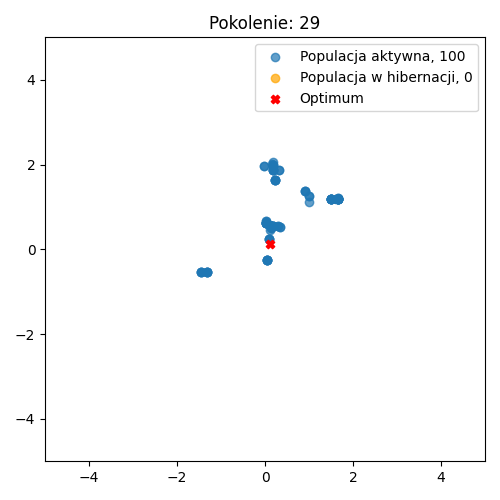 Pokolenie: 29
Populacja aktywna, 100
Populacja w hibernacji, 0
Optimum
4
2
0
−2
−4
−4 −2 0 2 4